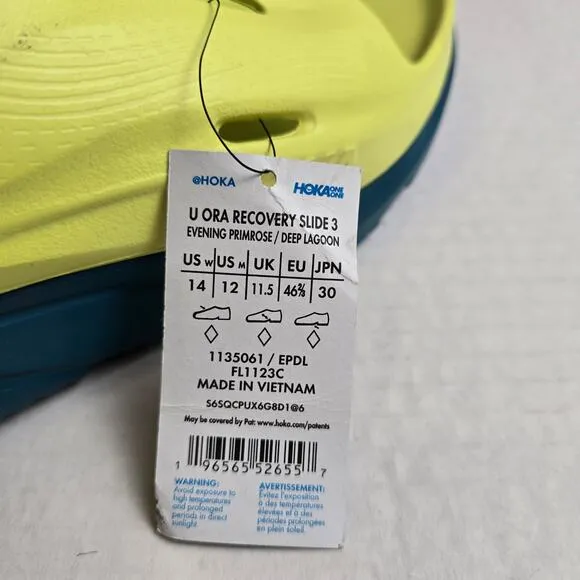 @HOKA HOKA ONE ONE
U ORA RECOVERY SLIDE 3
EVENING PRIMROSE / DEEP LAGOON
US W US M UK EU JPN
14 12 11.5 46⅔ 30
1135061 / EPDL
FL1123C
MADE IN VIETNAM
S6SQCPUX6G8D1@6
May be covered by Pat: www.hoka.com/patents
1 96565 52655 7
WARNING:
Avoid exposure to
high temperatures
and prolonged
periods in direct
sunlight
AVERTISSEMENT:
Évitez l'exposition
à des températures
élevées et à des
périodes prolongées
en plein soleil.